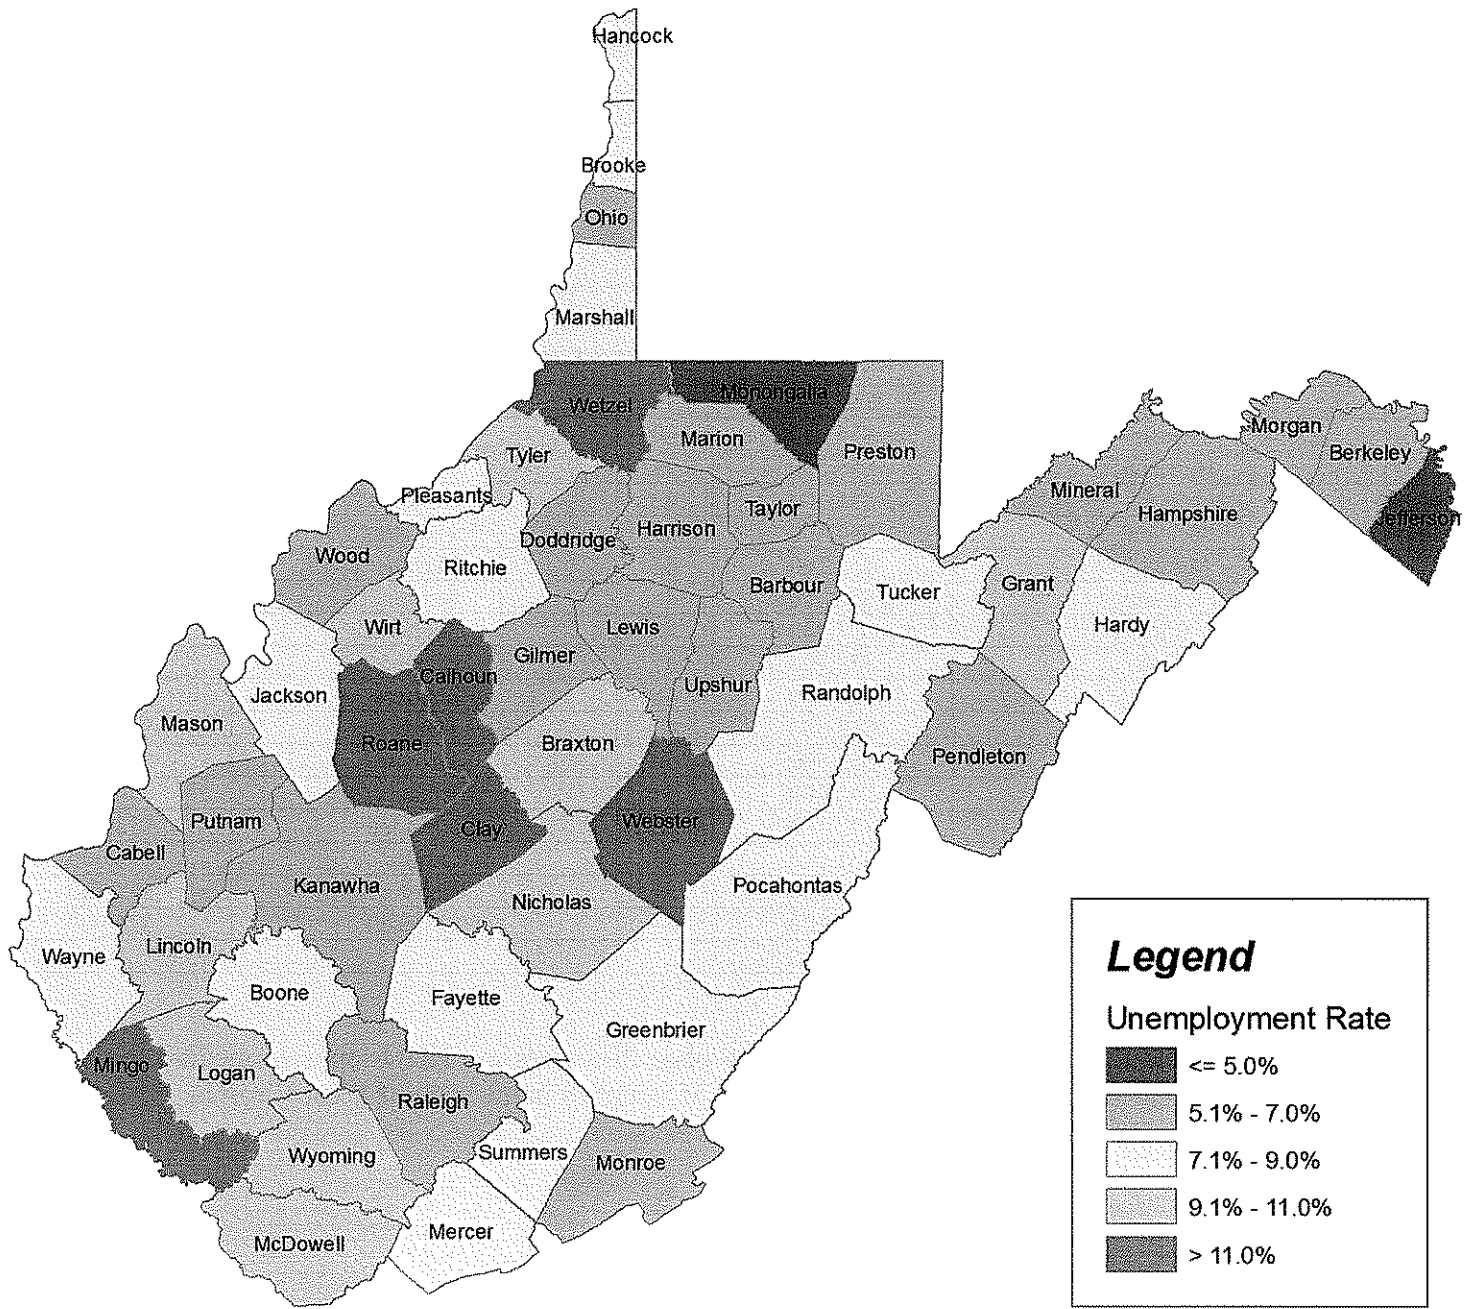 Hancock
Brooke
Ohio
Marshall
Monongalia
Wetzel
Morgan
Marion
Preston
Berkeley
Tyler
Mineral
Pleasants
Taylor
Hampshire
Jefferson
Harrison
Doddridge
Wood
Ritchie
Barbour
Grant
Tucker
Wirt
Lewis
Hardy
Gilmer
Calhoun
Upshur
Jackson
Randolph
Mason
Roane
Braxton
Pendleton
Putnam
Webster
Clay
Cabell
Kanawha
Pocahontas
Nicholas
Lincoln
Wayne
Boone
Fayette
Greenbrier
Mingo
Logan
Raleigh
Summers
Wyoming
Monroe
Mercer
McDowell
Legend
Unemployment Rate
<= 5.0%
5.1% - 7.0%
7.1% - 9.0%
9.1% - 11.0%
> 11.0%